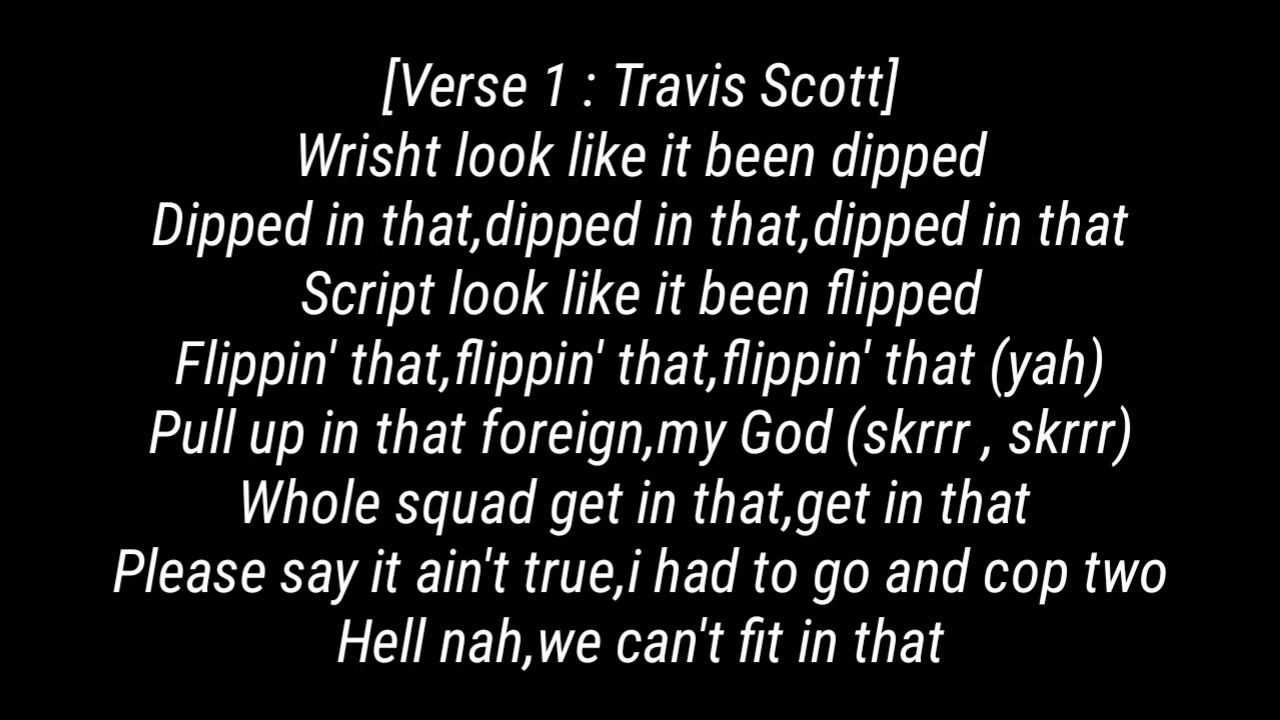 [Verse 1 : Travis Scott]
Wrisht look like it been dipped
Dipped in that,dipped in that,dipped in that
Script look like it been flipped
Flippin' that,flippin' that,flippin' that (yah)
Pull up in that foreign,my God (skrrr , skrrr)
Whole squad get in that,get in that
Please say it ain't true,i had to go and cop two
Hell nah,we can't fit in that